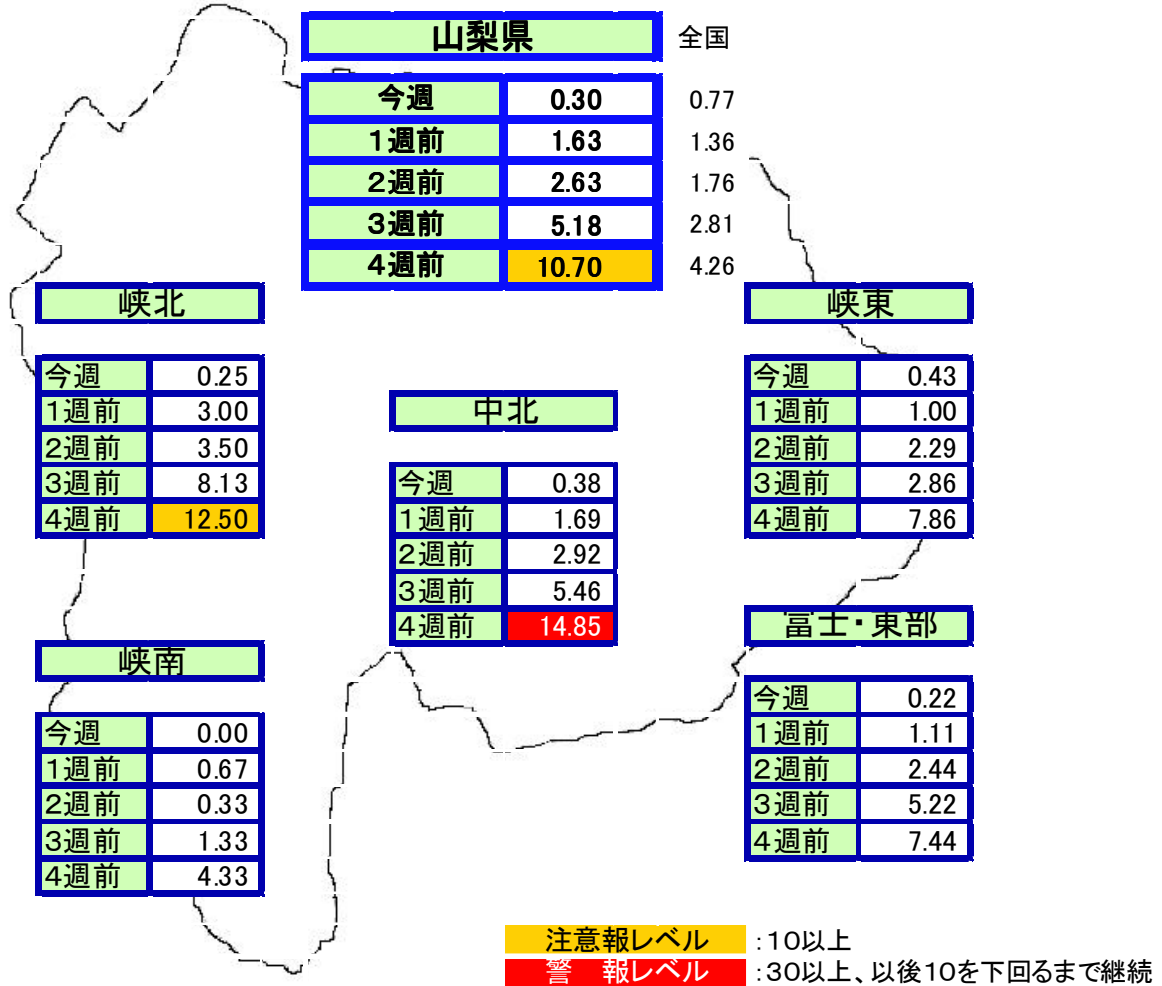 山梨県 全国
今週 0.30 0.77
1週前 1.63 1.36
2週前 2.63 1.76
3週前 5.18 2.81
4週前 10.70 4.26
峡北
今週 0.25
1週前 3.00
2週前 3.50
3週前 8.13
4週前 12.50
峡東
今週 0.43
1週前 1.00
2週前 2.29
3週前 2.86
4週前 7.86
中北
今週 0.38
1週前 1.69
2週前 2.92
3週前 5.46
4週前 14.85
峡南
今週 0.00
1週前 0.67
2週前 0.33
3週前 1.33
4週前 4.33
富士・東部
今週 0.22
1週前 1.11
2週前 2.44
3週前 5.22
4週前 7.44
注意報レベル :10以上
警 報レベル :30以上、以後10を下回るまで継続